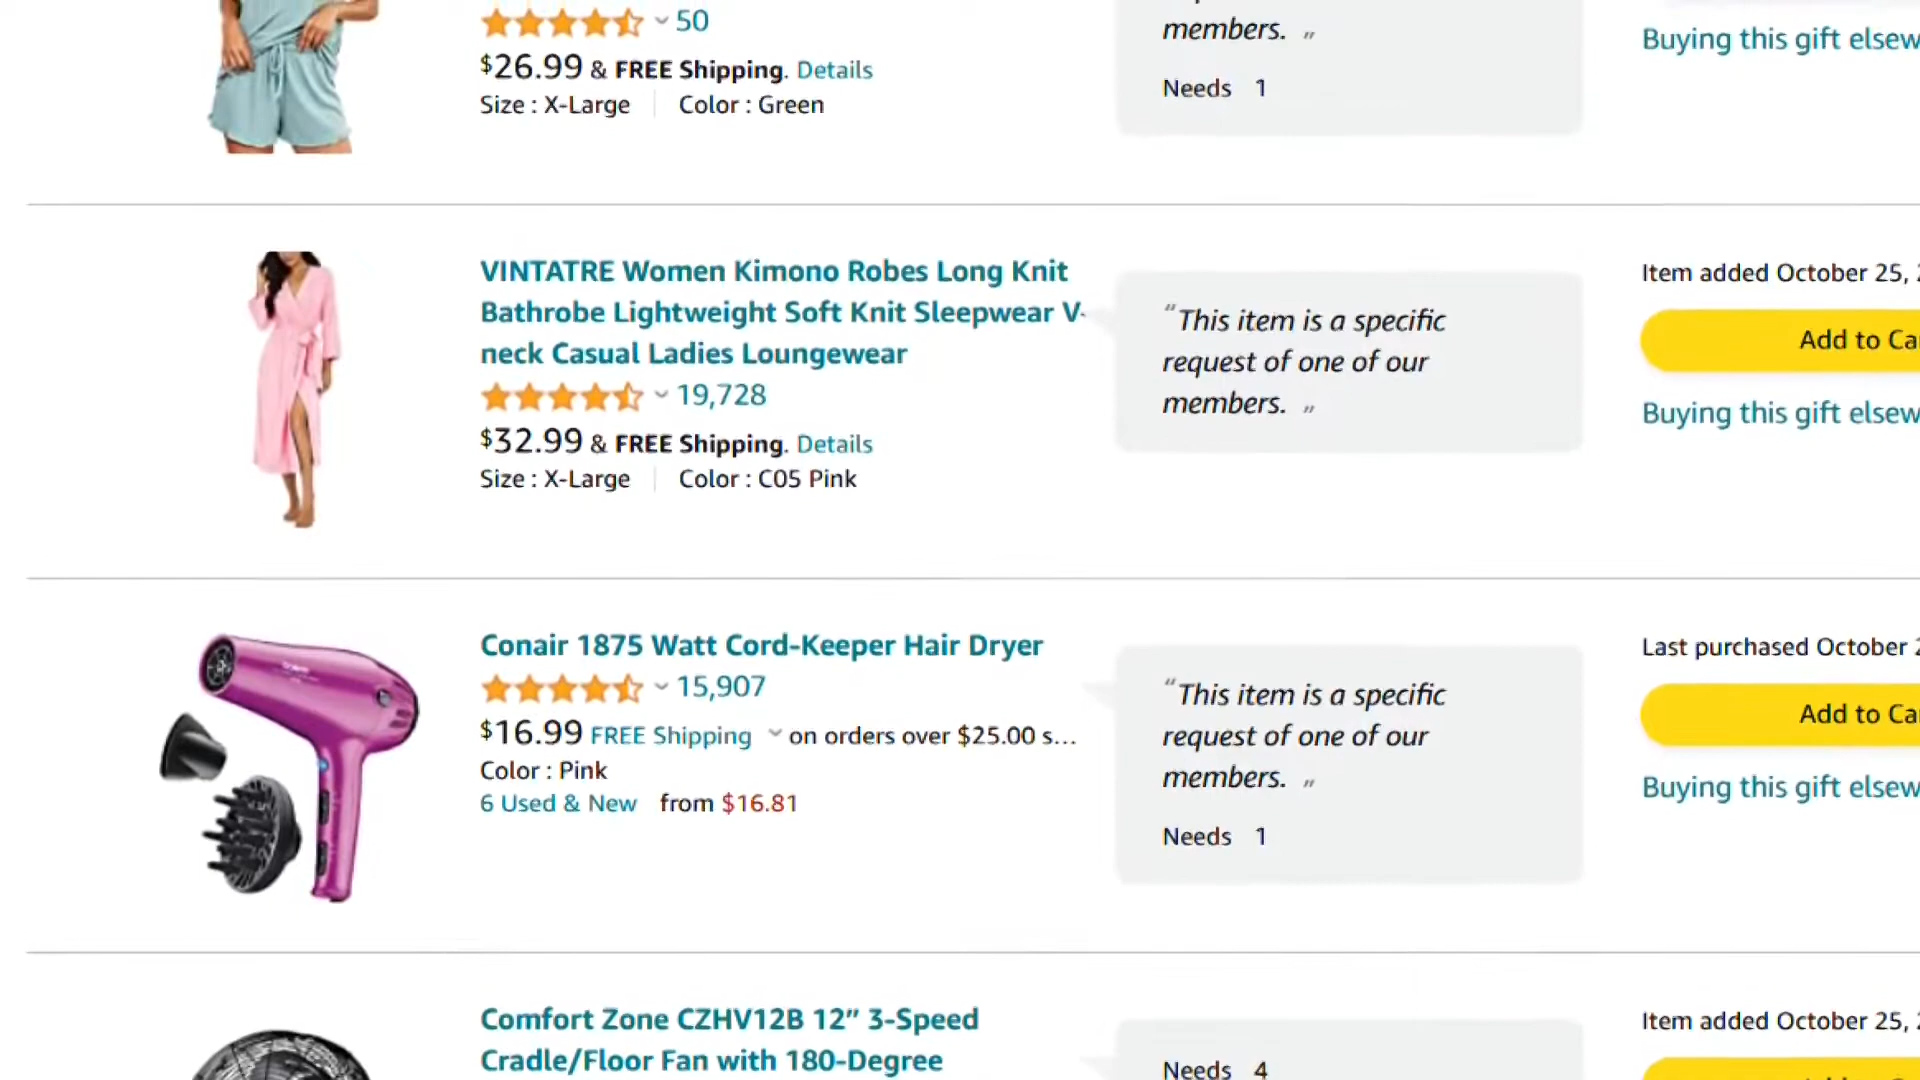 50
$26.99 & FREE Shipping. Details
Size : X-Large Color : Green
members. "
Needs 1
Buying this gift elsew
VINTATRE Women Kimono Robes Long Knit
Bathrobe Lightweight Soft Knit Sleepwear V-
neck Casual Ladies Loungewear
19,728
$32.99 & FREE Shipping. Details
Size : X-Large Color : C05 Pink
"This item is a specific
request of one of our
members. "
Item added October 25, 2
Add to Ca
Buying this gift elsew
Conair 1875 Watt Cord-Keeper Hair Dryer
15,907
$16.99 FREE Shipping on orders over $25.00 s...
Color : Pink
6 Used & New from $16.81
"This item is a specific
request of one of our
members. "
Needs 1
Last purchased October 2
Add to Ca
Buying this gift elsew
Comfort Zone CZHV12B 12” 3-Speed
Cradle/Floor Fan with 180-Degree
Needs 4
Item added October 25, 2